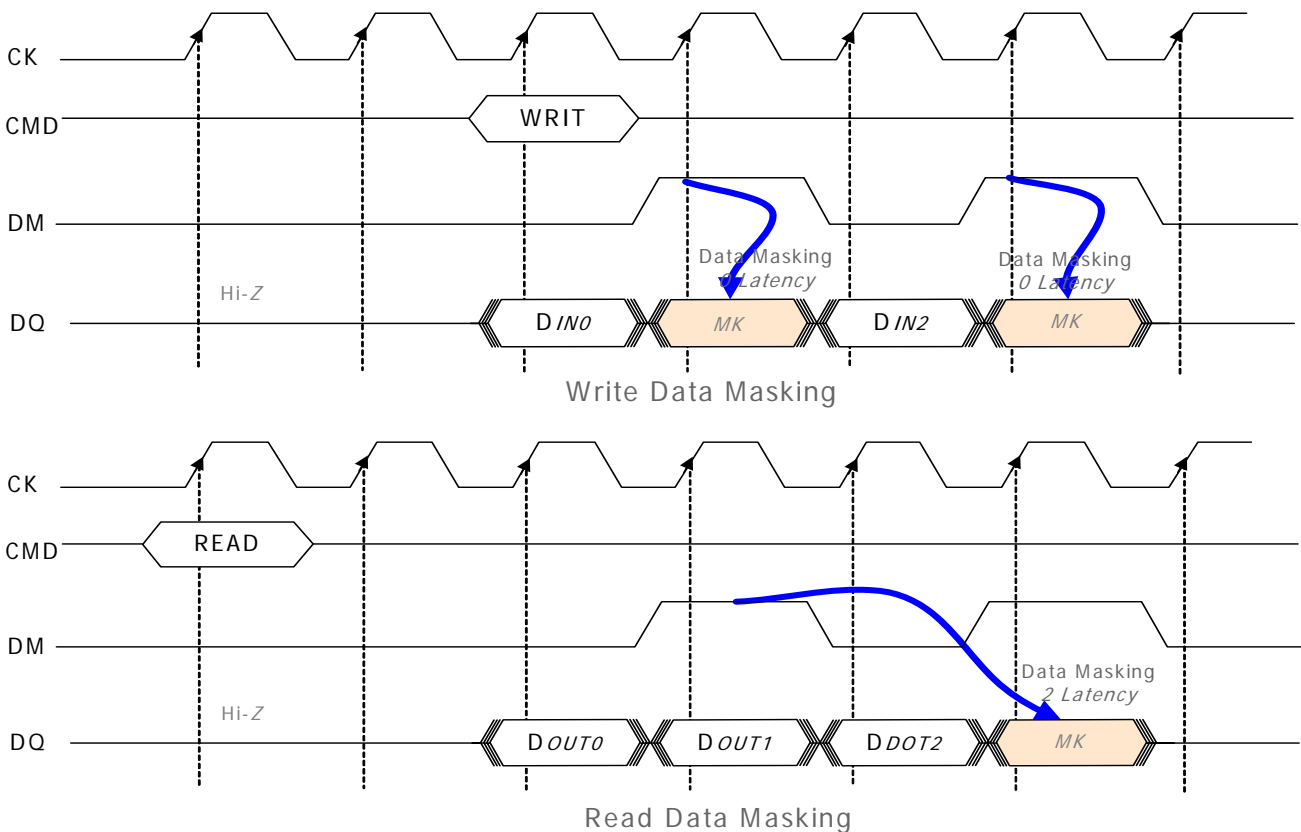 CK
CMD
WRIT
DM
Data Masking
0 Latency
Data Masking
0 Latency
Hi-Z
DQ
DIN0
MK
DIN2
MK
Write Data Masking
CK
CMD
READ
DM
Data Masking
2 Latency
Hi-Z
DQ
DOUT0
DOUT1
DDOT2
MK
Read Data Masking